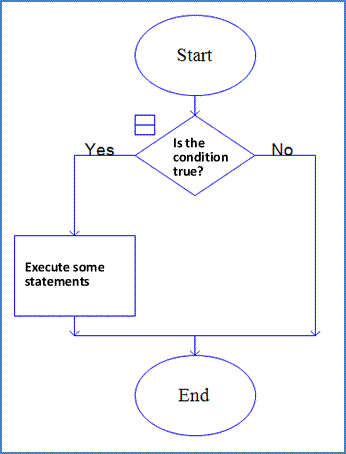 Start
Yes
Is the
condition
true?
No
Execute some
statements
End